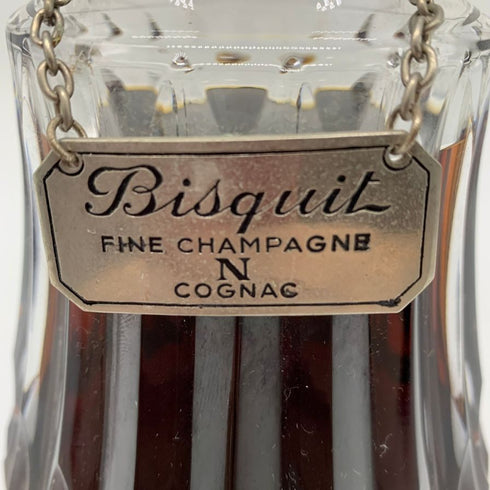 Bisquit
FINE CHAMPAGNE
N
COGNAC